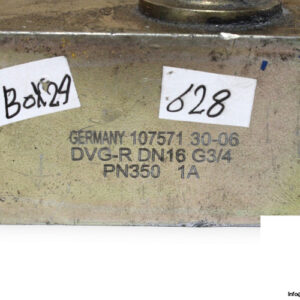 Box29
628
GERMANY 107571 30-06
DVG-R DN16 G3/4
PN350 1A